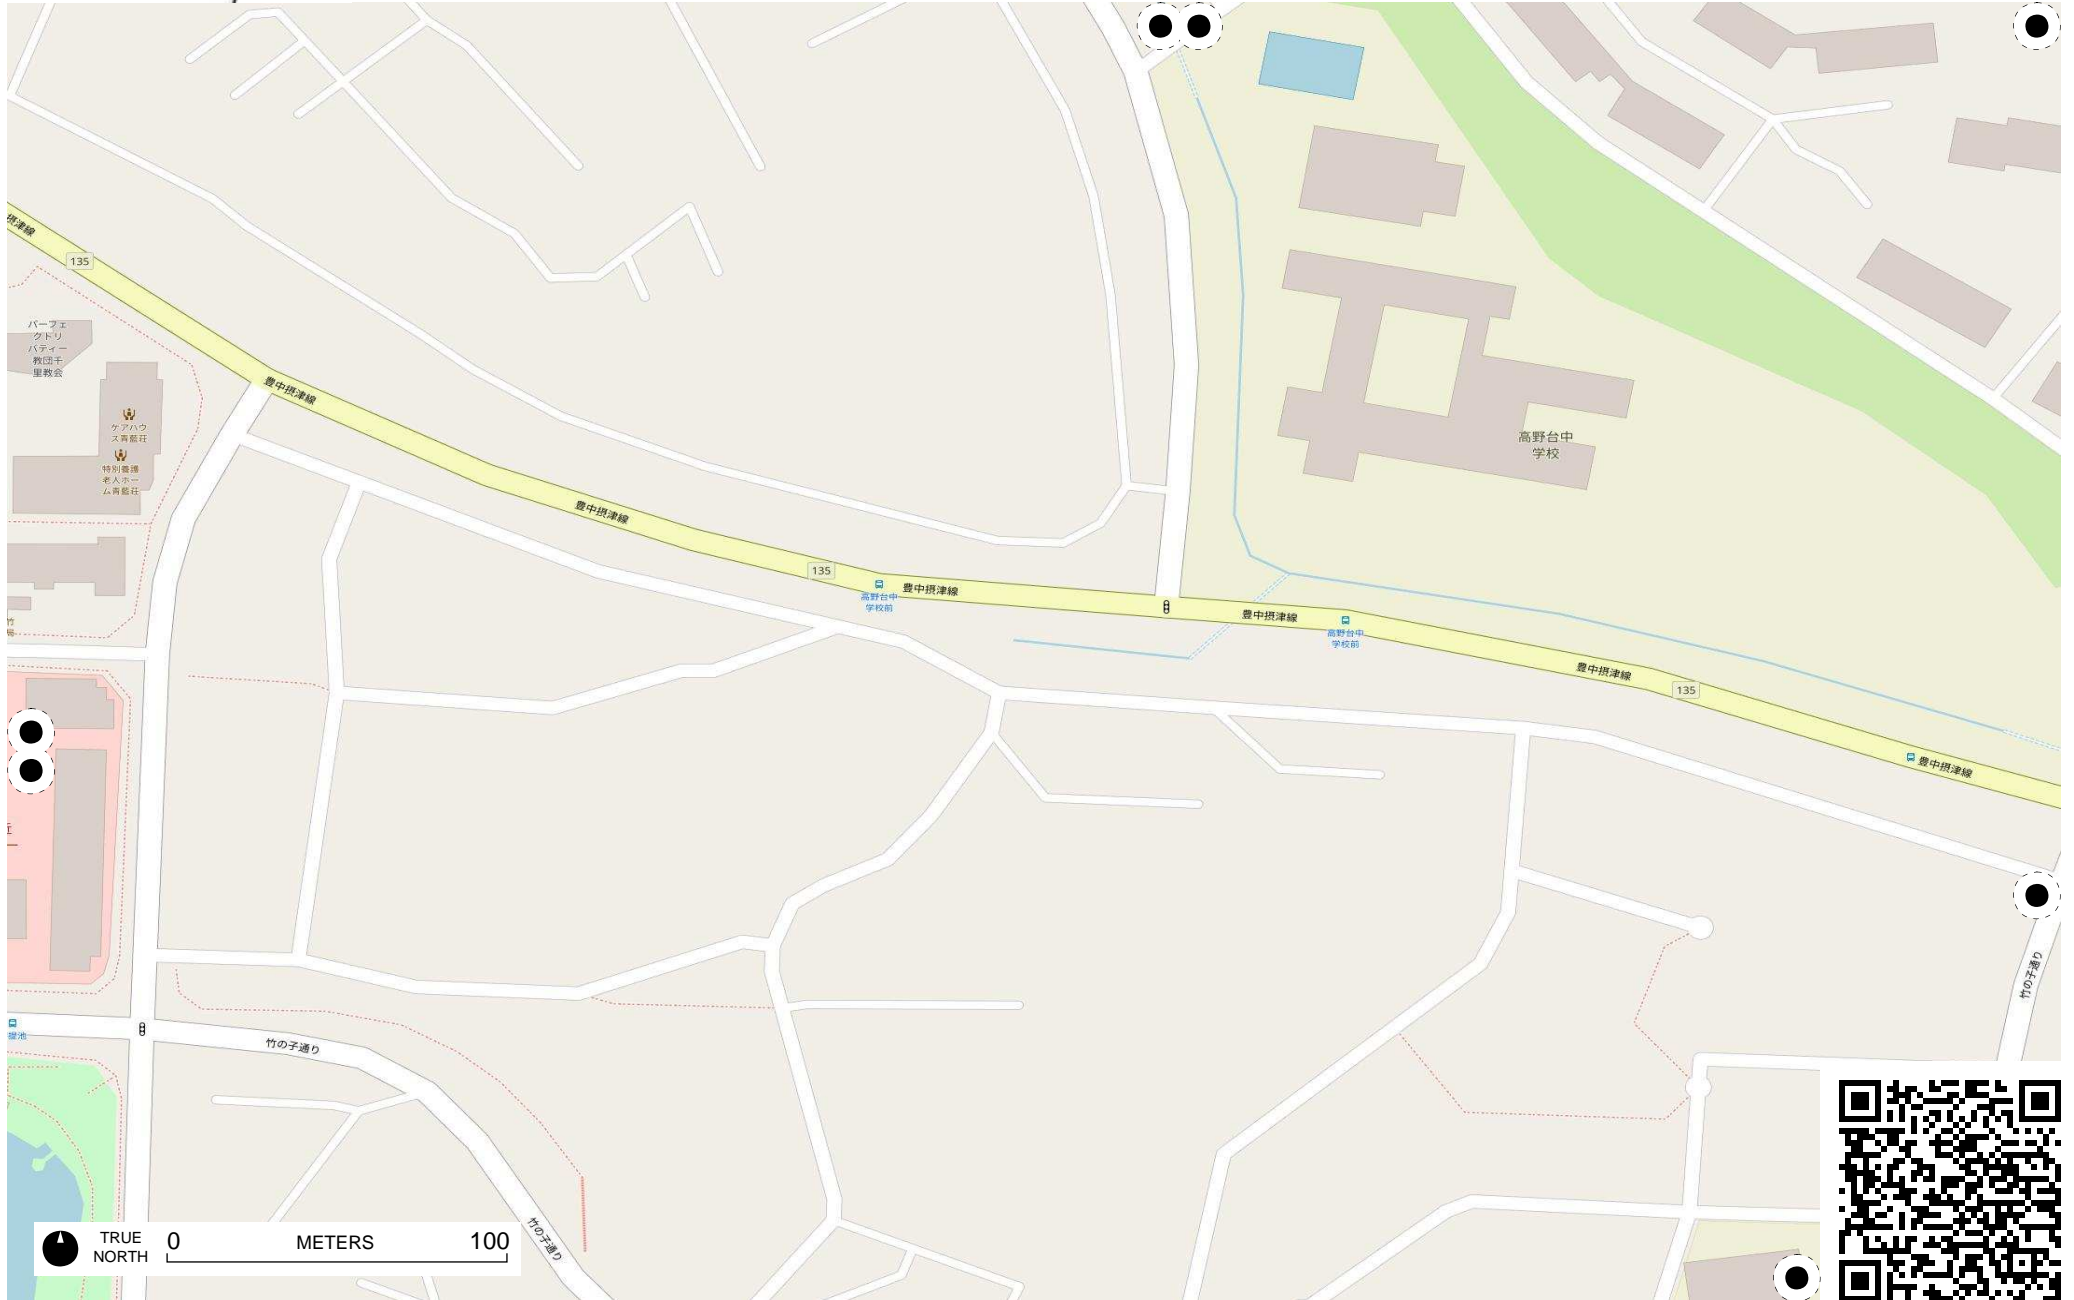 摂津線
135
豊中摂津線
パーフェ
クトリ
バティー
教団千
里教会
ケアハウ
ス青藍荘
特別養護
老人ホー
ム青藍荘
豊中摂津線
135
高野台中
学校前
豊中摂津線
豊中摂津線
高野台中
学校前
高野台中
学校
豊中摂津線
135
豊中摂津線
竹の子通り
堤池
竹の子通り
竹の子通り
TRUE
NORTH
0 METERS 100